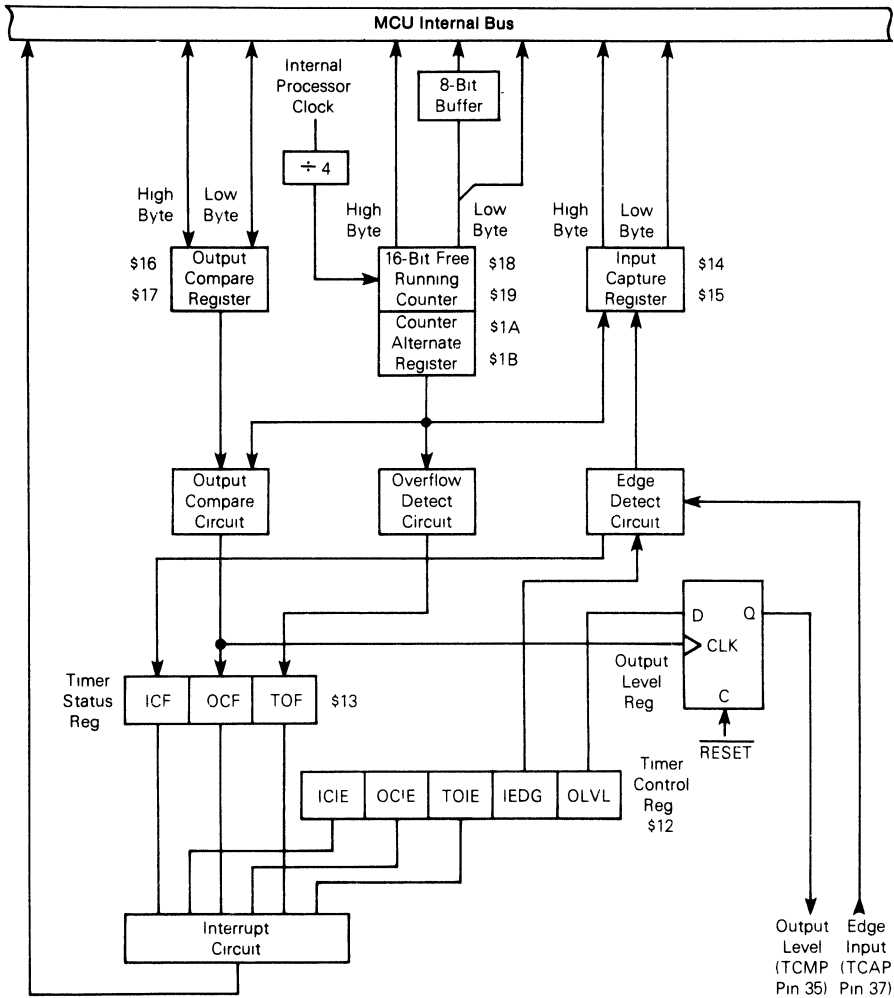 MCU Internal Bus
Internal
Processor
Clock
8-Bit
Buffer
÷ 4
High
Byte
Low
Byte
High
Byte
Low
Byte
High
Byte
Low
Byte
$16
$17
Output
Compare
Register
16-Bit Free
Running
Counter
$18
$19
Counter
Alternate
Register
$1A
$1B
Input
Capture
Register
$14
$15
Output
Compare
Circuit
Overflow
Detect
Circuit
Edge
Detect
Circuit
D Q
CLK
C
Output
Level
Reg
RESET
Timer
Status
Reg
ICF OCF TOF $13
ICIE OCIE TOIE IEDG OLVL
Timer
Control
Reg
$12
Interrupt
Circuit
Output
Level
(TCMP
Pin 35)
Edge
Input
(TCAP
Pin 37)